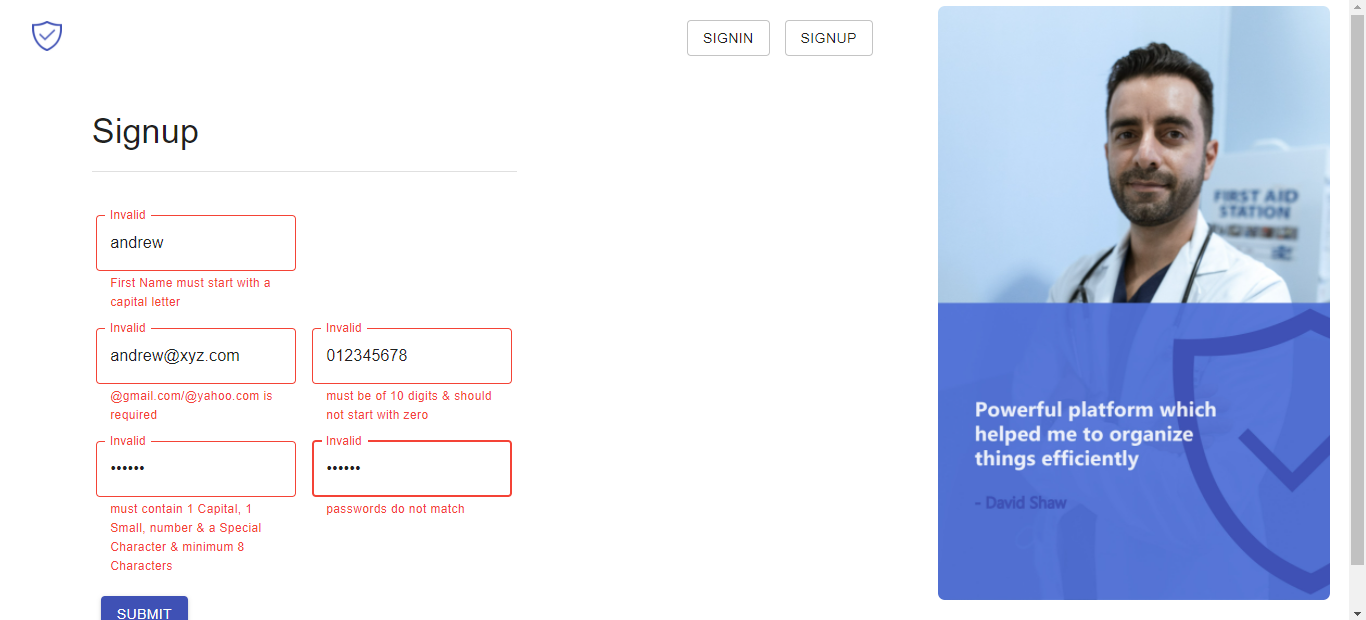 SIGNIN
SIGNUP
Signup
Invalid
andrew
First Name must start with a
capital letter
Invalid
andrew@xyz.com
@gmail.com/@yahoo.com is
required
Invalid
012345678
must be of 10 digits & should
not start with zero
Invalid
••••••
must contain 1 Capital, 1
Small, number & a Special
Character & minimum 8
Characters
Invalid
••••••
passwords do not match
SUBMIT
FIRST AID
STATION
Powerful platform which
helped me to organize
things efficiently
- David Shaw